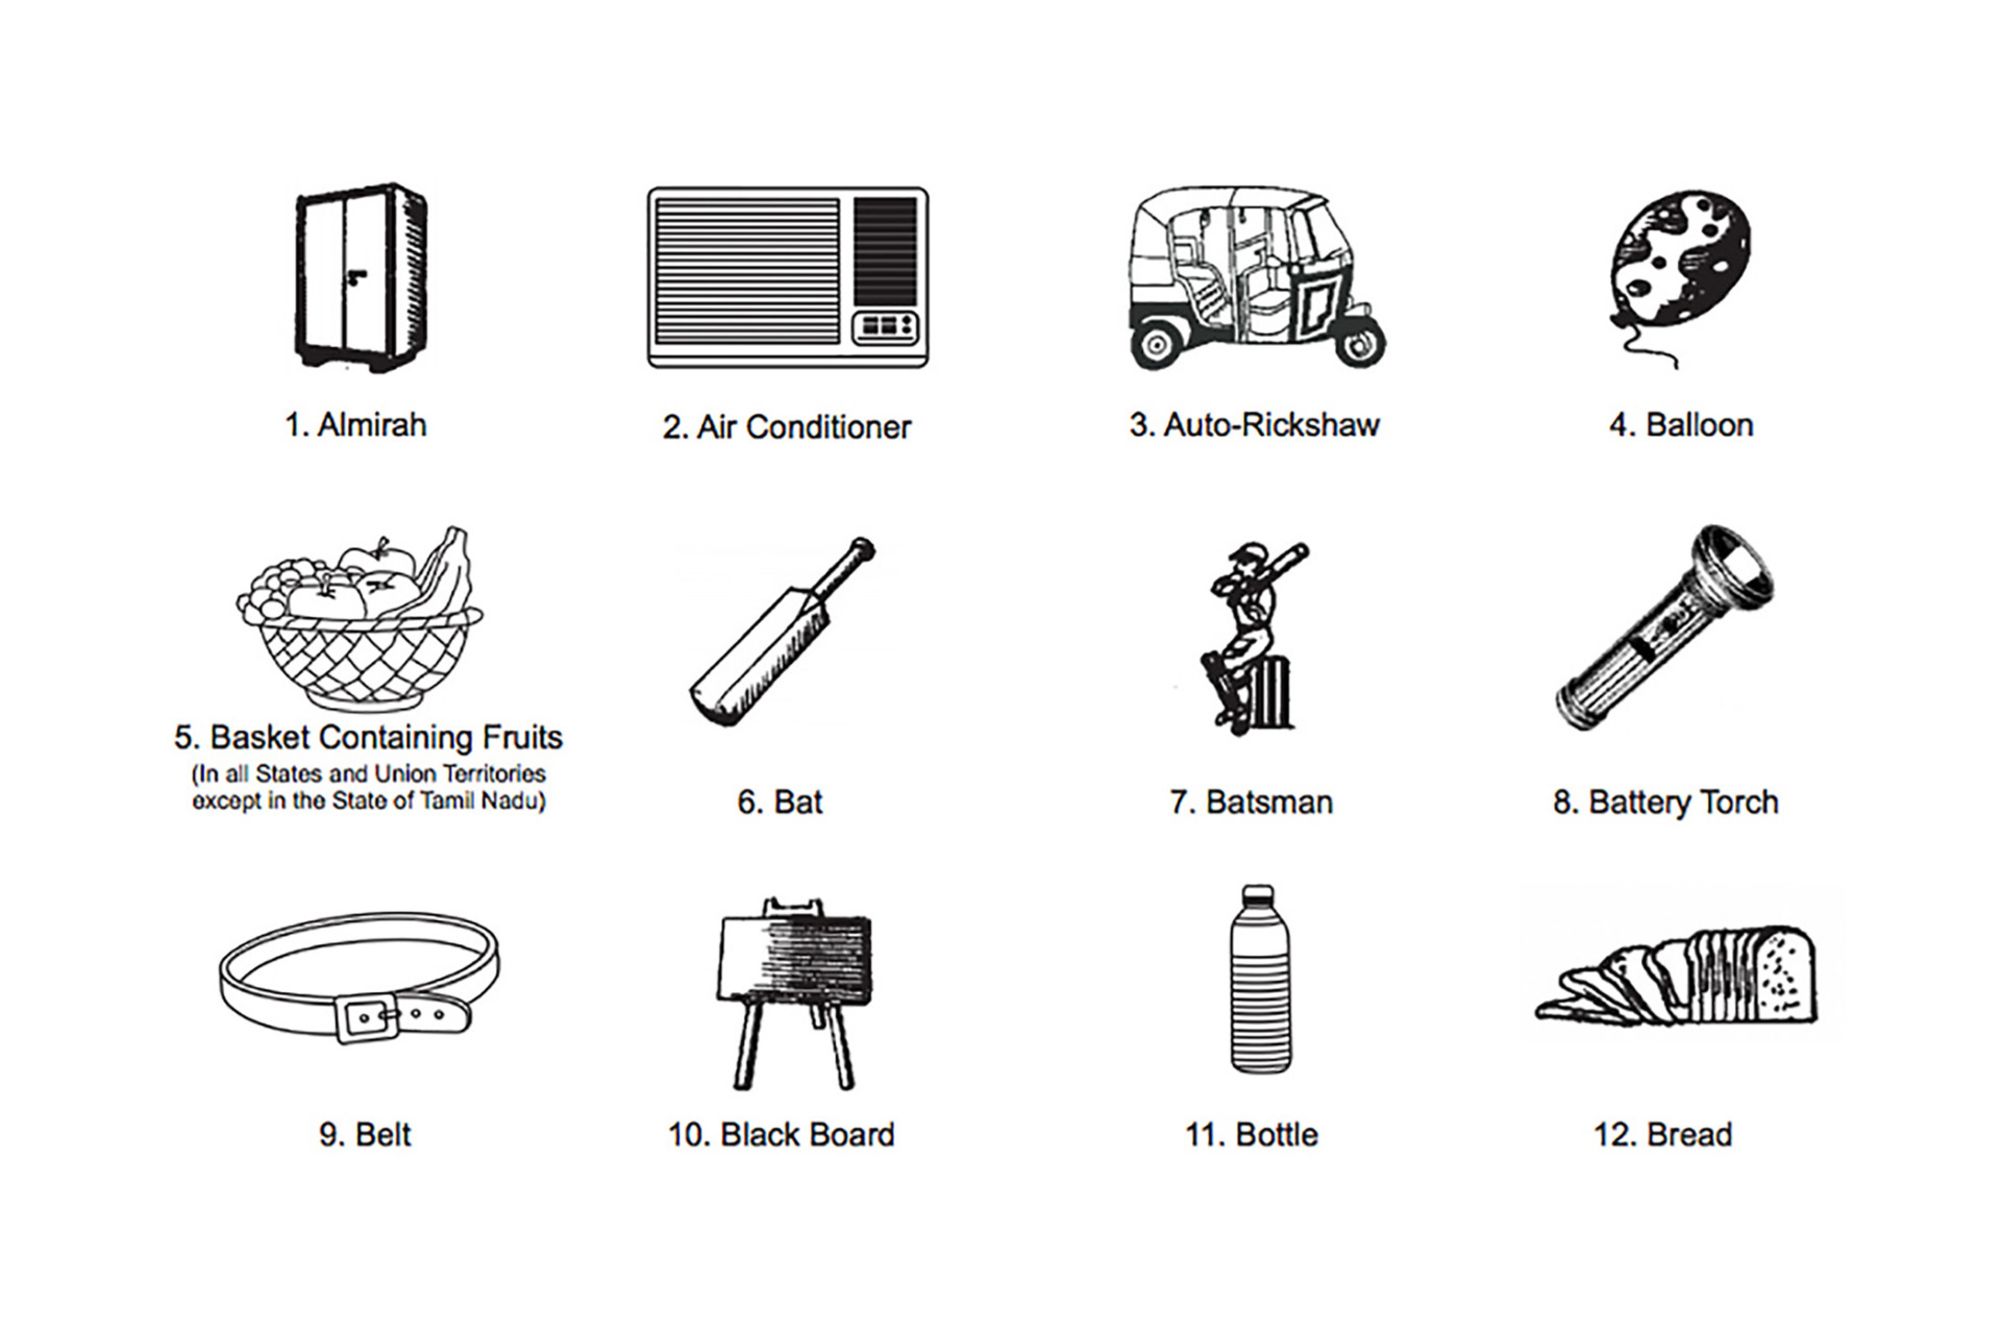 1. Almirah
2. Air Conditioner
3. Auto-Rickshaw
4. Balloon
5. Basket Containing Fruits
(In all States and Union Territories
except in the State of Tamil Nadu)
6. Bat
7. Batsman
8. Battery Torch
9. Belt
10. Black Board
11. Bottle
12. Bread